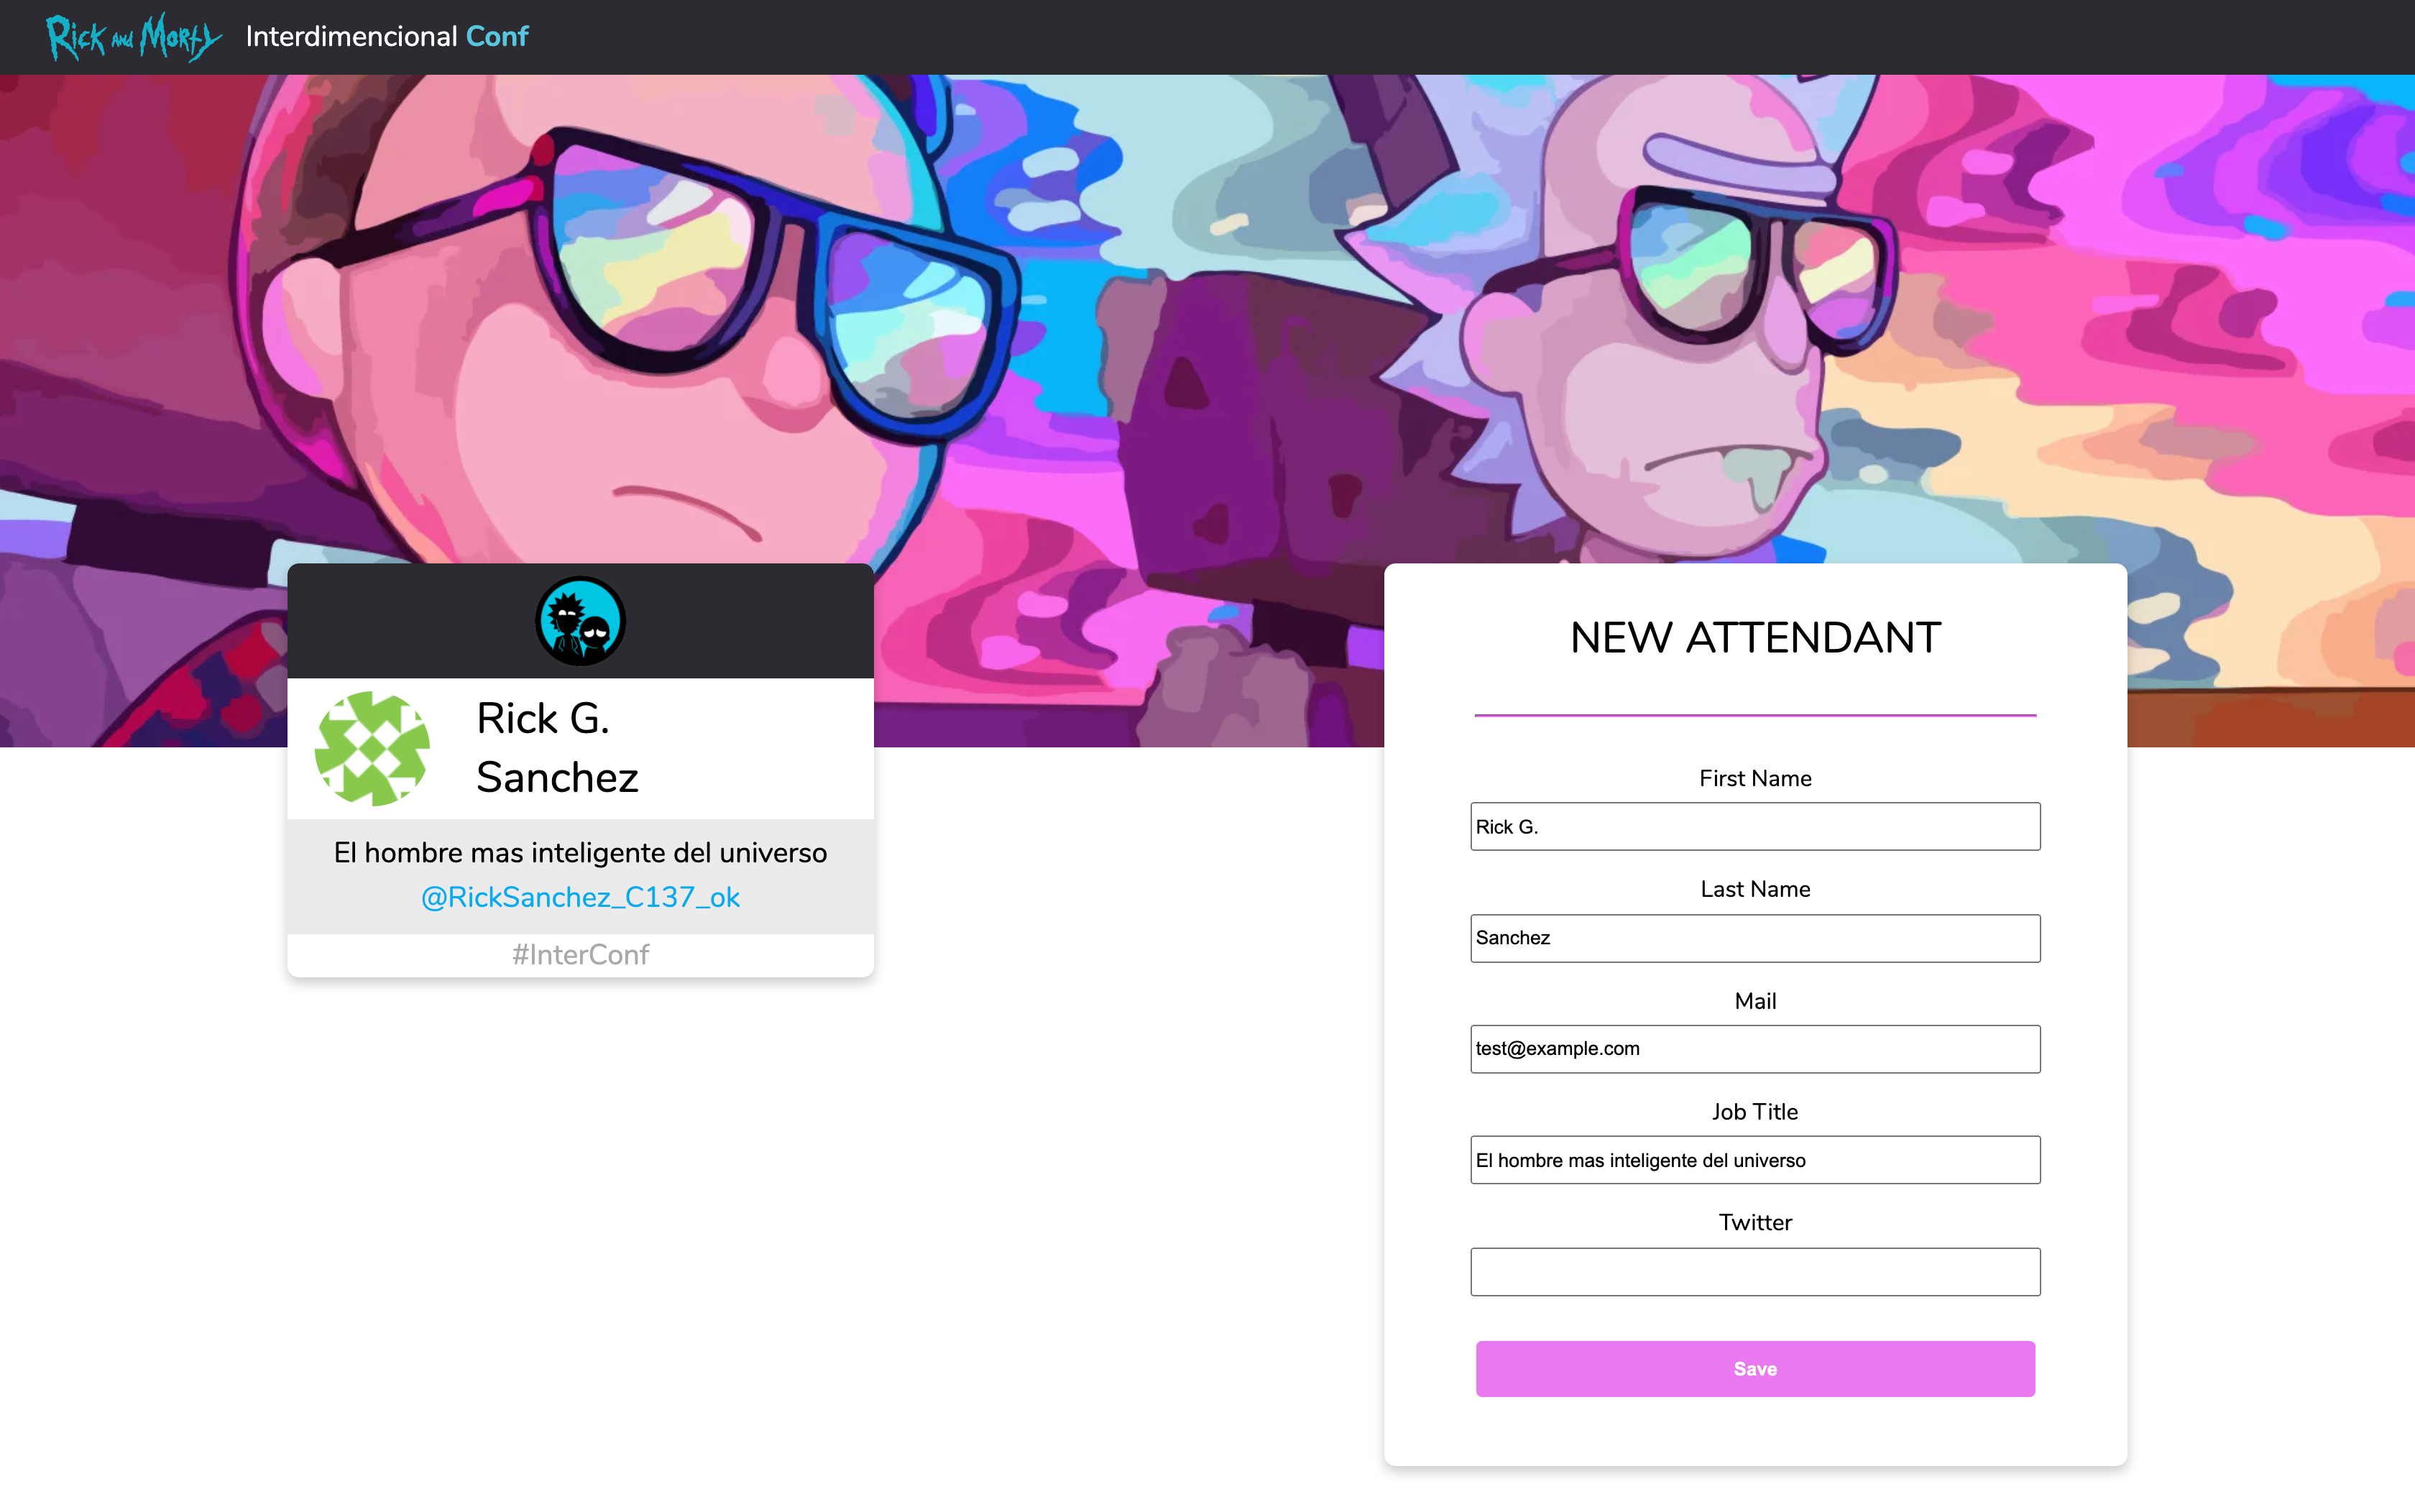 Rick and Morty Interdimencional Conf
Rick G.
Sanchez
El hombre mas inteligente del universo
@RickSanchez_C137_ok
#InterConf
NEW ATTENDANT
First Name
Rick G.
Last Name
Sanchez
Mail
test@example.com
Job Title
El hombre mas inteligente del universo
Twitter
Save